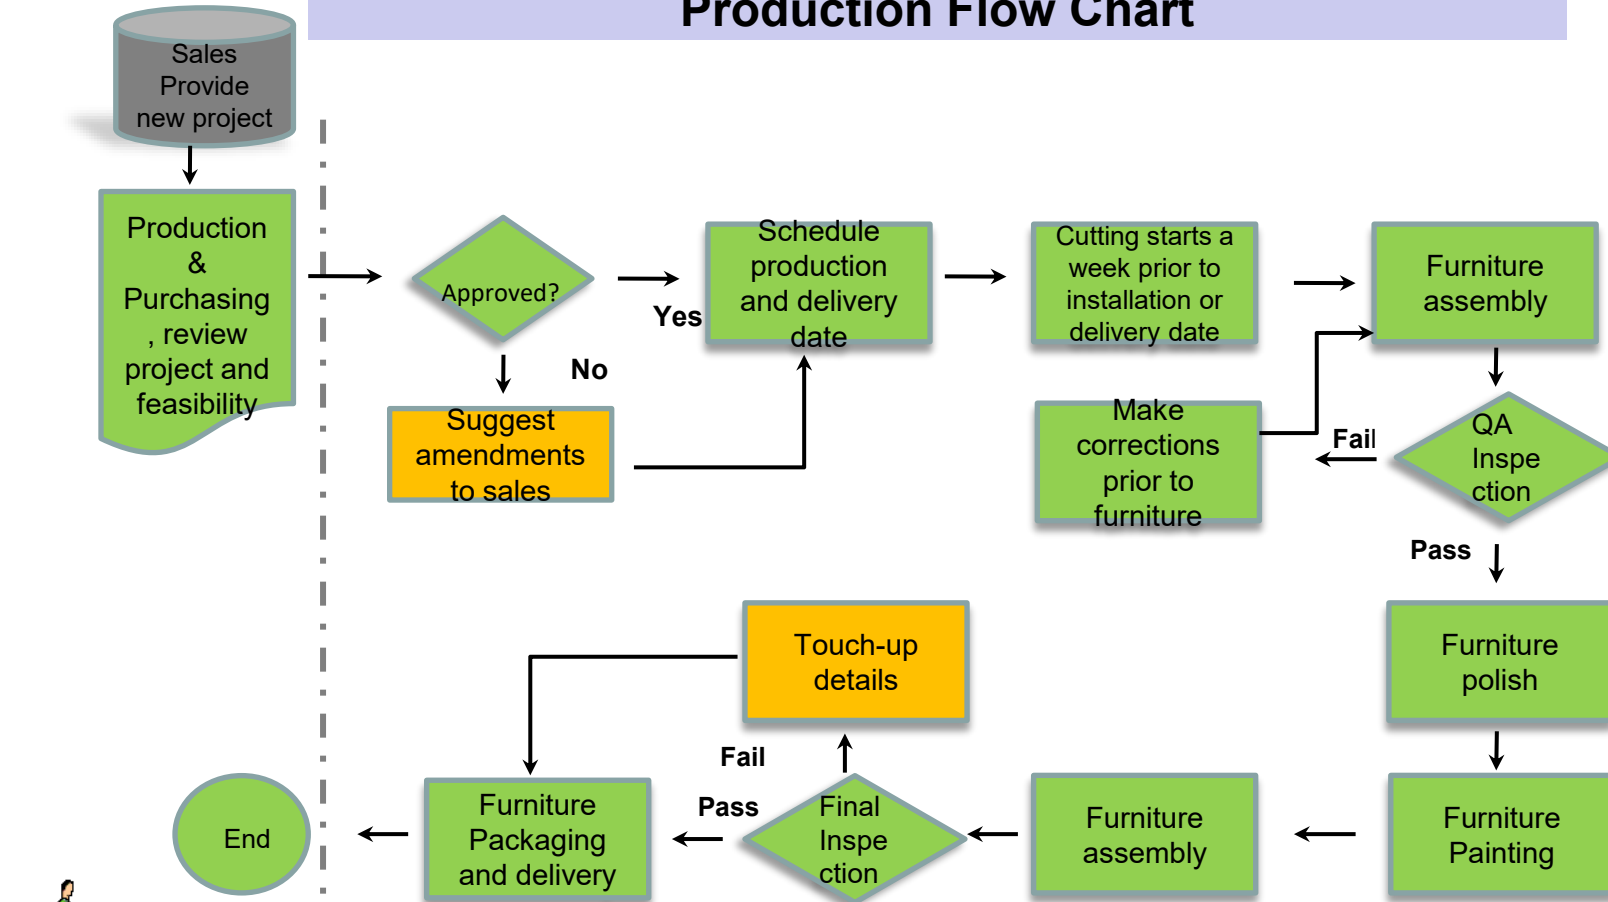 Production Flow Chart
Sales
Provide
new project
Production
&
Purchasing
, review
project and
feasibility
Approved?
Yes
No
Suggest
amendments
to sales
Schedule
production
and delivery
date
Cutting starts a
week prior to
installation or
delivery date
Furniture
assembly
Make
corrections
prior to
furniture
Fail
QA
Inspe
ction
Pass
Furniture
polish
Furniture
Painting
Furniture
assembly
Final
Inspe
ction
Fail
Touch-up
details
Pass
Furniture
Packaging
and delivery
End